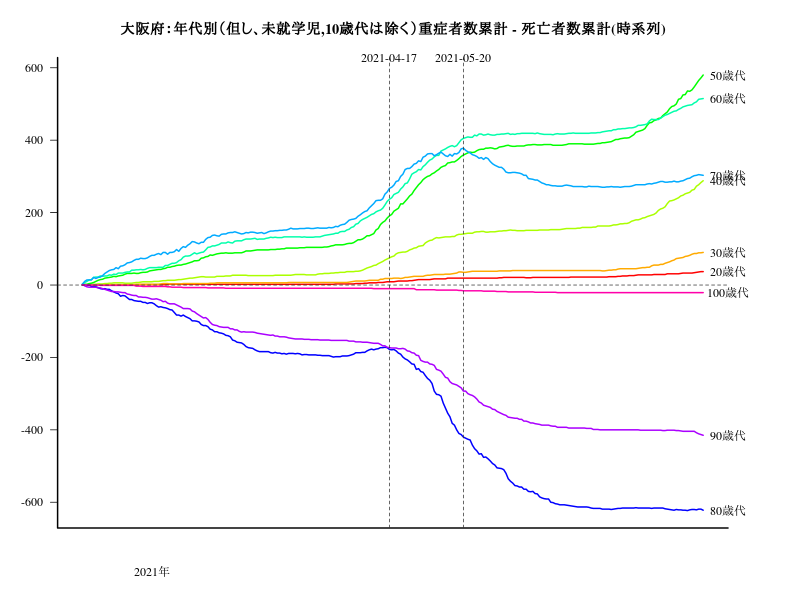 大阪府：年代別（但し、未就学児,10歳代は除く）重症者数累計 - 死亡者数累計(時系列)
2021-04-17 2021-05-20
600
400
200
0
-200
-400
-600
50歳代
60歳代
70歳代
40歳代
30歳代
20歳代
100歳代
90歳代
80歳代
2021年